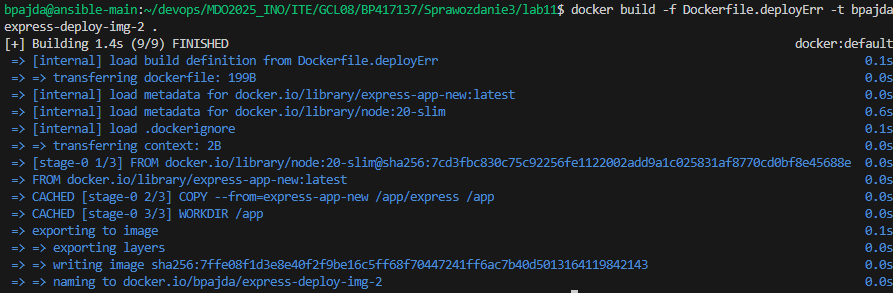 bpajda@ansible-main:~/devops/MDO2025_INO/ITE/GCL08/BP417137/Sprawozdanie3/lab11$ docker build -f Dockerfile.deployErr -t bpajda
express-deploy-img-2 .
[+] Building 1.4s (9/9) FINISHED docker:default
=> [internal] load build definition from Dockerfile.deployErr 0.1s
=> => transferring dockerfile: 199B 0.0s
=> [internal] load metadata for docker.io/library/express-app-new:latest 0.0s
=> [internal] load metadata for docker.io/library/node:20-slim 0.6s
=> [internal] load .dockerignore 0.1s
=> => transferring context: 2B 0.0s
=> [stage-0 1/3] FROM docker.io/library/node:20-slim@sha256:7cd3fbc830c75c92256fe1122002add9a1c025831af8770cd0bf8e45688e 0.0s
=> FROM docker.io/library/express-app-new:latest 0.0s
=> CACHED [stage-0 2/3] COPY --from=express-app-new /app/express /app 0.0s
=> CACHED [stage-0 3/3] WORKDIR /app 0.0s
=> exporting to image 0.1s
=> => exporting layers 0.0s
=> => writing image sha256:7ffe08f1d3e8e40f2f9be16c5ff68f70447241ff6ac7b40d5013164119842143 0.0s
=> => naming to docker.io/bpajda/express-deploy-img-2 0.0s